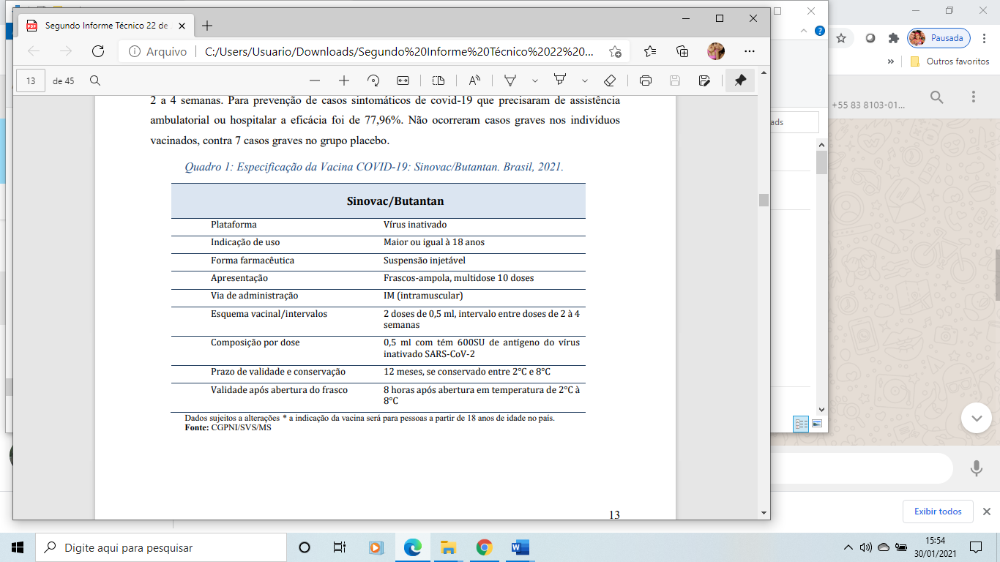 Segundo Informe Técnico 22 de
Pausada
Arquivo
C:/Users/Usuario/Downloads/Segundo%20Informe%20Técnico%2022%20...
Outros favoritos
13
de 45
+55 83 8103-01...
ads
2 a 4 semanas. Para prevenção de casos sintomáticos de covid-19 que precisaram de assistência
ambulatorial ou hospitalar a eficácia foi de 77,96%. Não ocorreram casos graves nos indivíduos
vacinados, contra 7 casos graves no grupo placebo.
Quadro 1: Especificação da Vacina COVID-19: Sinovac/Butantan. Brasil, 2021.
Sinovac/Butantan
Plataforma Vírus inativado
Indicação de uso Maior ou igual à 18 anos
Forma farmacêutica Suspensão injetável
Apresentação Frascos-ampola, multidose 10 doses
Via de administração IM (intramuscular)
Esquema vacinal/intervalos 2 doses de 0,5 ml, intervalo entre doses de 2 à 4
semanas
Composição por dose 0,5 ml com tém 600SU de antígeno do vírus
inativado SARS-CoV-2
Prazo de validade e conservação 12 meses, se conservado entre 2°C e 8°C
Validade após abertura do frasco 8 horas após abertura em temperatura de 2°C à
8°C
Dados sujeitos a alterações * a indicação da vacina será para pessoas a partir de 18 anos de idade no país.
Fonte: CGPNI/SVS/MS
13
Exibir todos
Digite aqui para pesquisar
15:54
30/01/2021